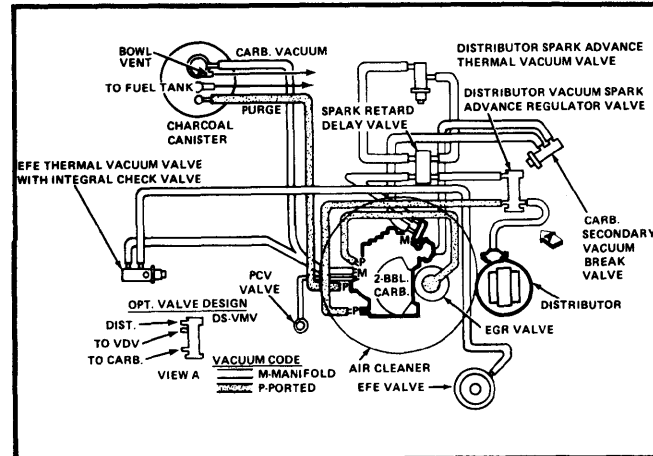 BOWL
VENT
CARB. VACUUM
TO FUEL TANK
PURGE
CHARCOAL
CANISTER
DISTRIBUTOR SPARK ADVANCE
THERMAL VACUUM VALVE
DISTRIBUTOR VACUUM SPARK
ADVANCE REGULATOR VALVE
SPARK RETARD
DELAY VALVE
EFE THERMAL VACUUM VALVE
WITH INTEGRAL CHECK VALVE
CARB.
SECONDARY
VACUUM
BREAK
VALVE
M
P
M
P
P
2-BBL.
CARB.
PCV
VALVE
OPT. VALVE DESIGN
DS-VMV
DIST.
TO VDV
TO CARB.
VIEW A
VACUUM CODE
M-MANIFOLD
P-PORTED
DISTRIBUTOR
EGR VALVE
AIR CLEANER
EFE VALVE